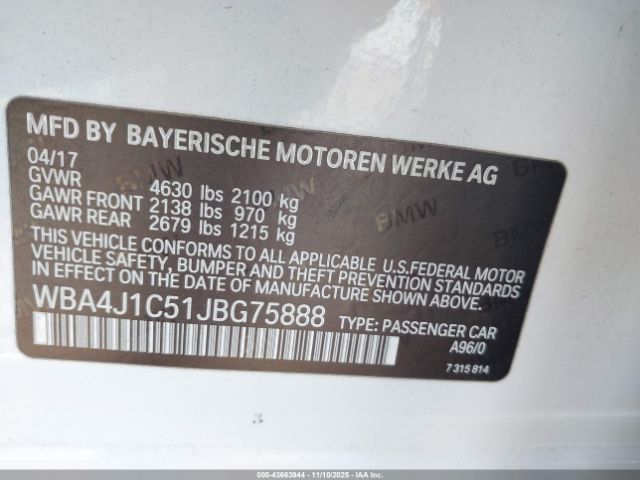 MFD BY BAYERISCHE MOTOREN WERKE AG
04/17
GVWR 4630 lbs 2100 kg
GAWR FRONT 2138 lbs 970 kg
GAWR REAR 2679 lbs 1215 kg
THIS VEHICLE CONFORMS TO ALL APPLICABLE U.S.FEDERAL MOTOR
VEHICLE SAFETY, BUMPER AND THEFT PREVENTION STANDARDS
IN EFFECT ON THE DATE OF MANUFACTURE SHOWN ABOVE.
WBA4J1C51JBG75888 TYPE: PASSENGER CAR
A96/0
7 315 814
BMW
BMW
000-43663944 - 11/10/2025 - © IAA Inc.